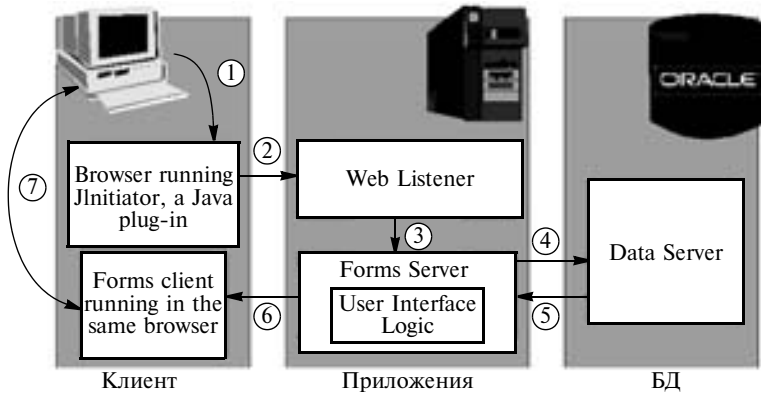 ORACLE
1
2
Browser running
JInitiator, a Java
plug-in
Web Listener
7
3
4
Data Server
Forms client
running in the
same browser
Forms Server
User Interface
Logic
6
5
Клиент
Приложения
БД